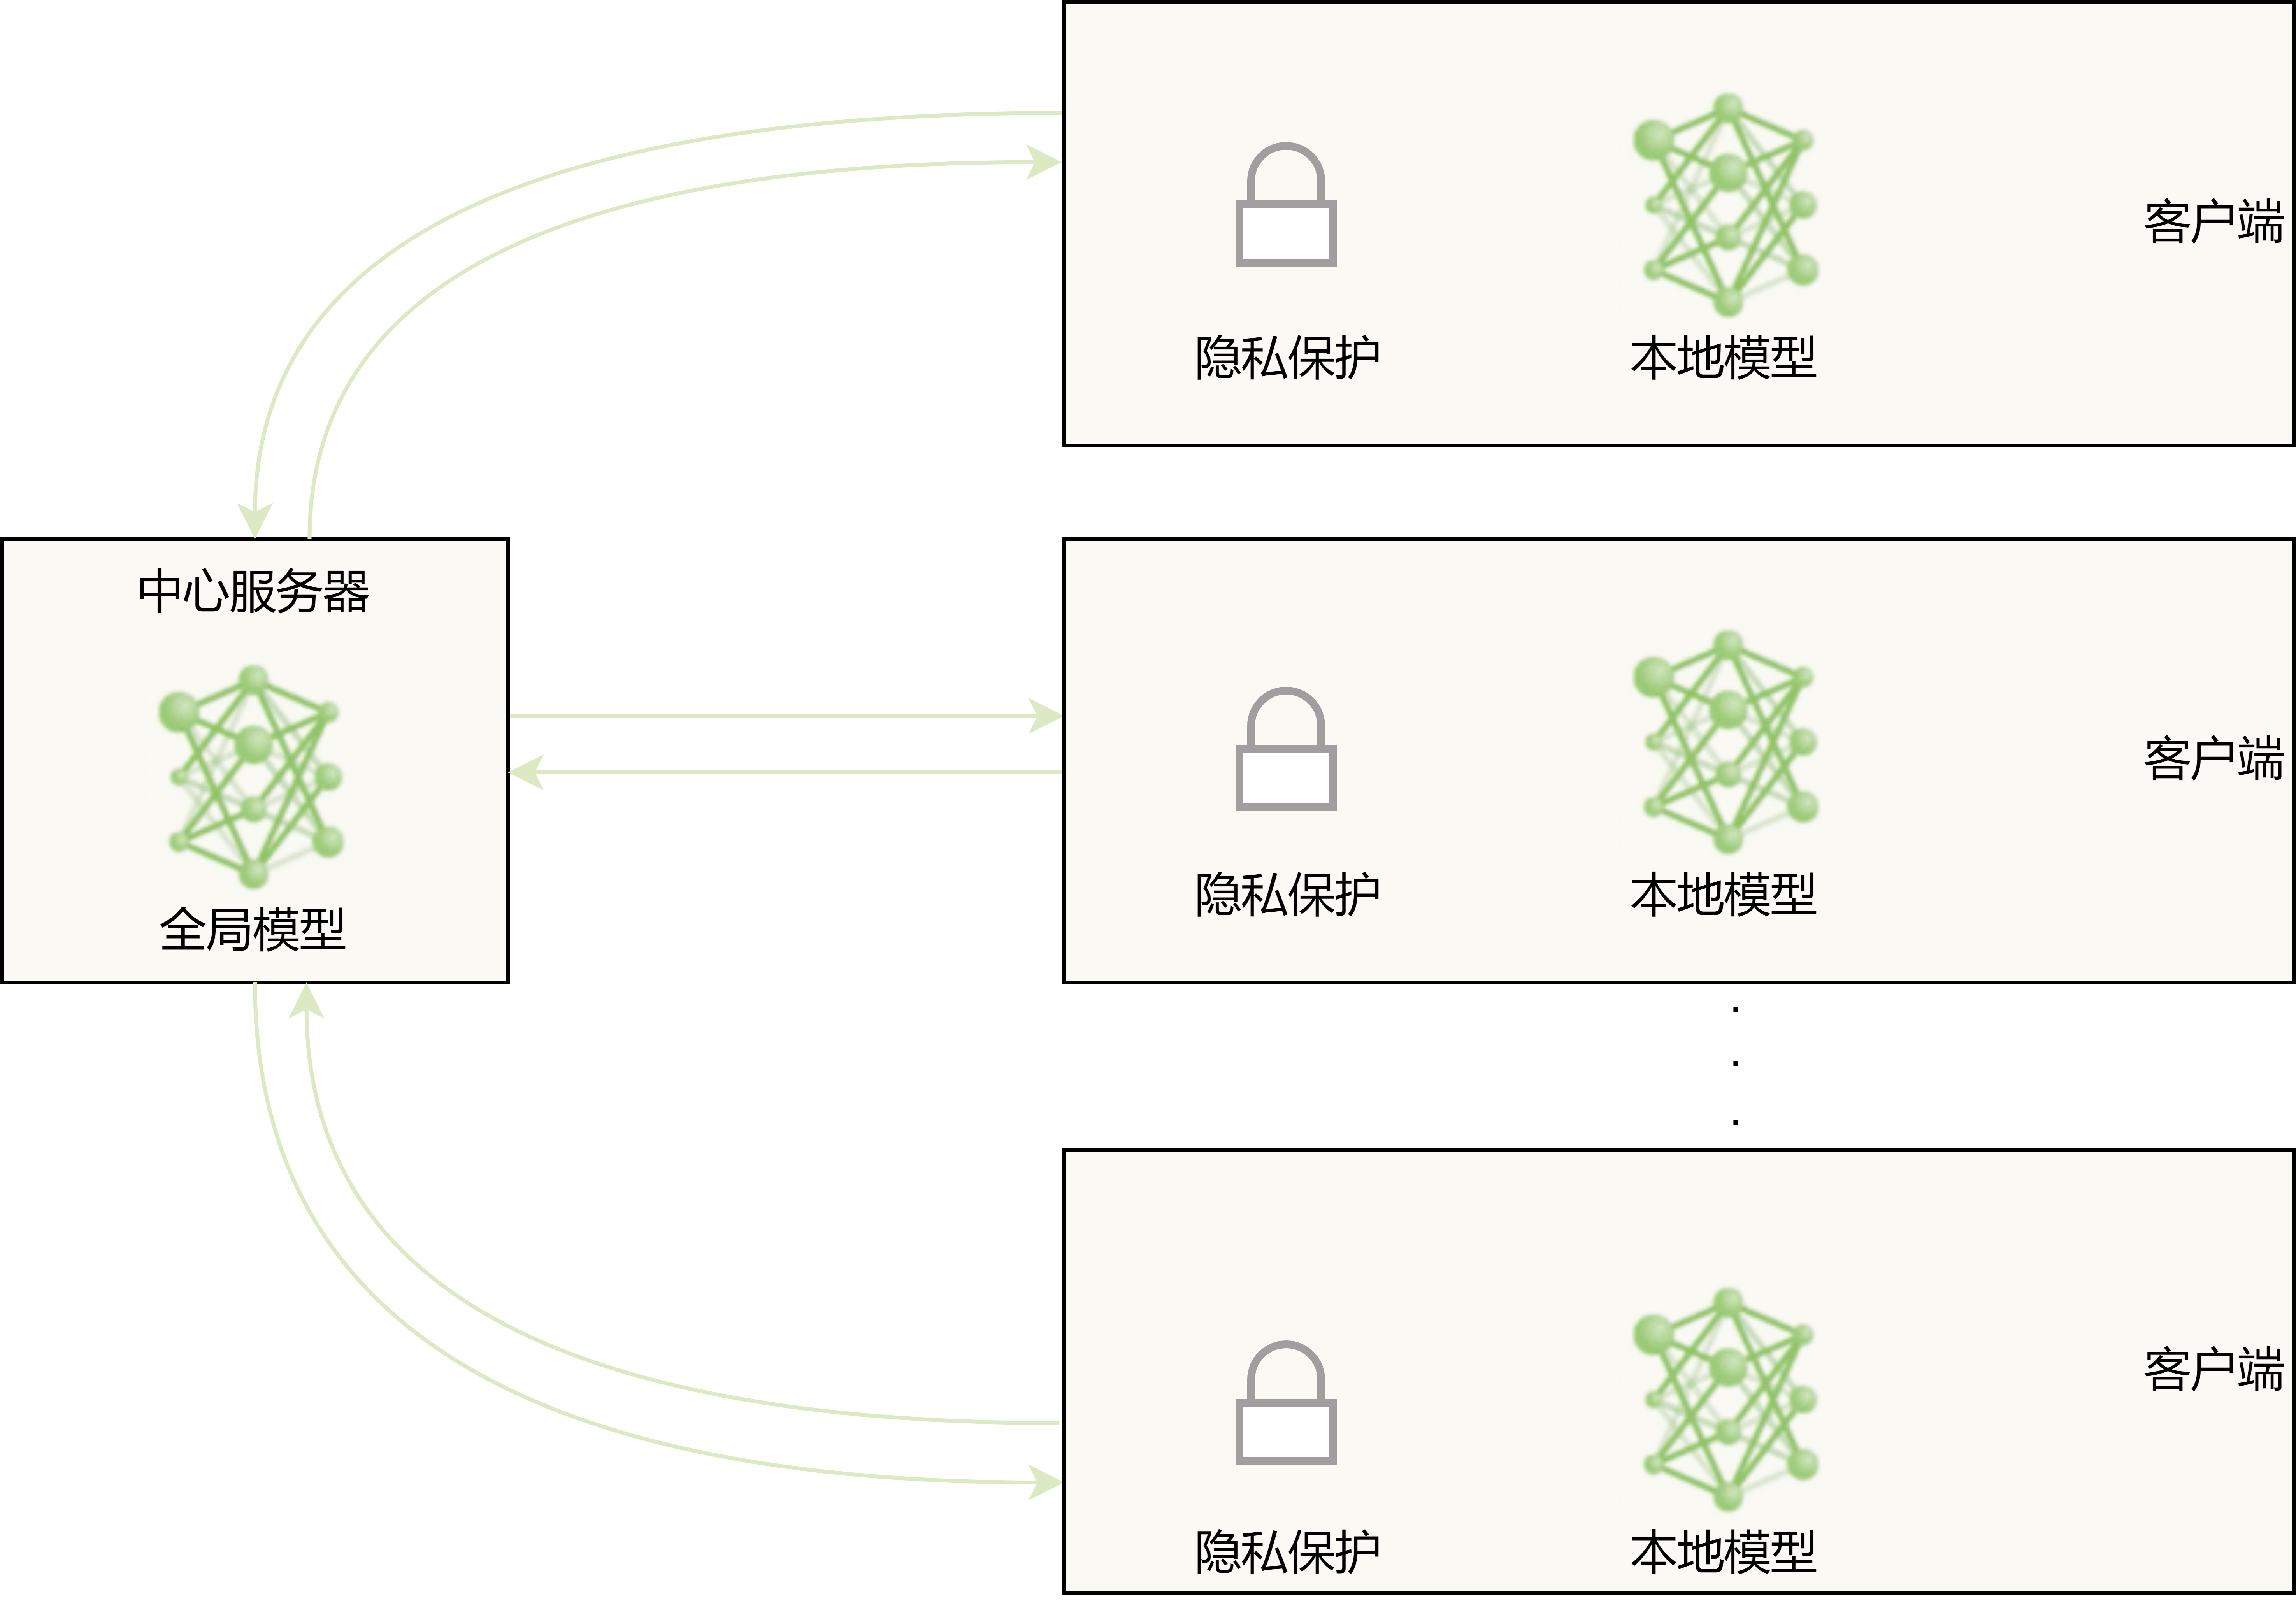 隐私保护
本地模型
客户端
中心服务器
全局模型
隐私保护
本地模型
客户端
.
.
.
隐私保护
本地模型
客户端